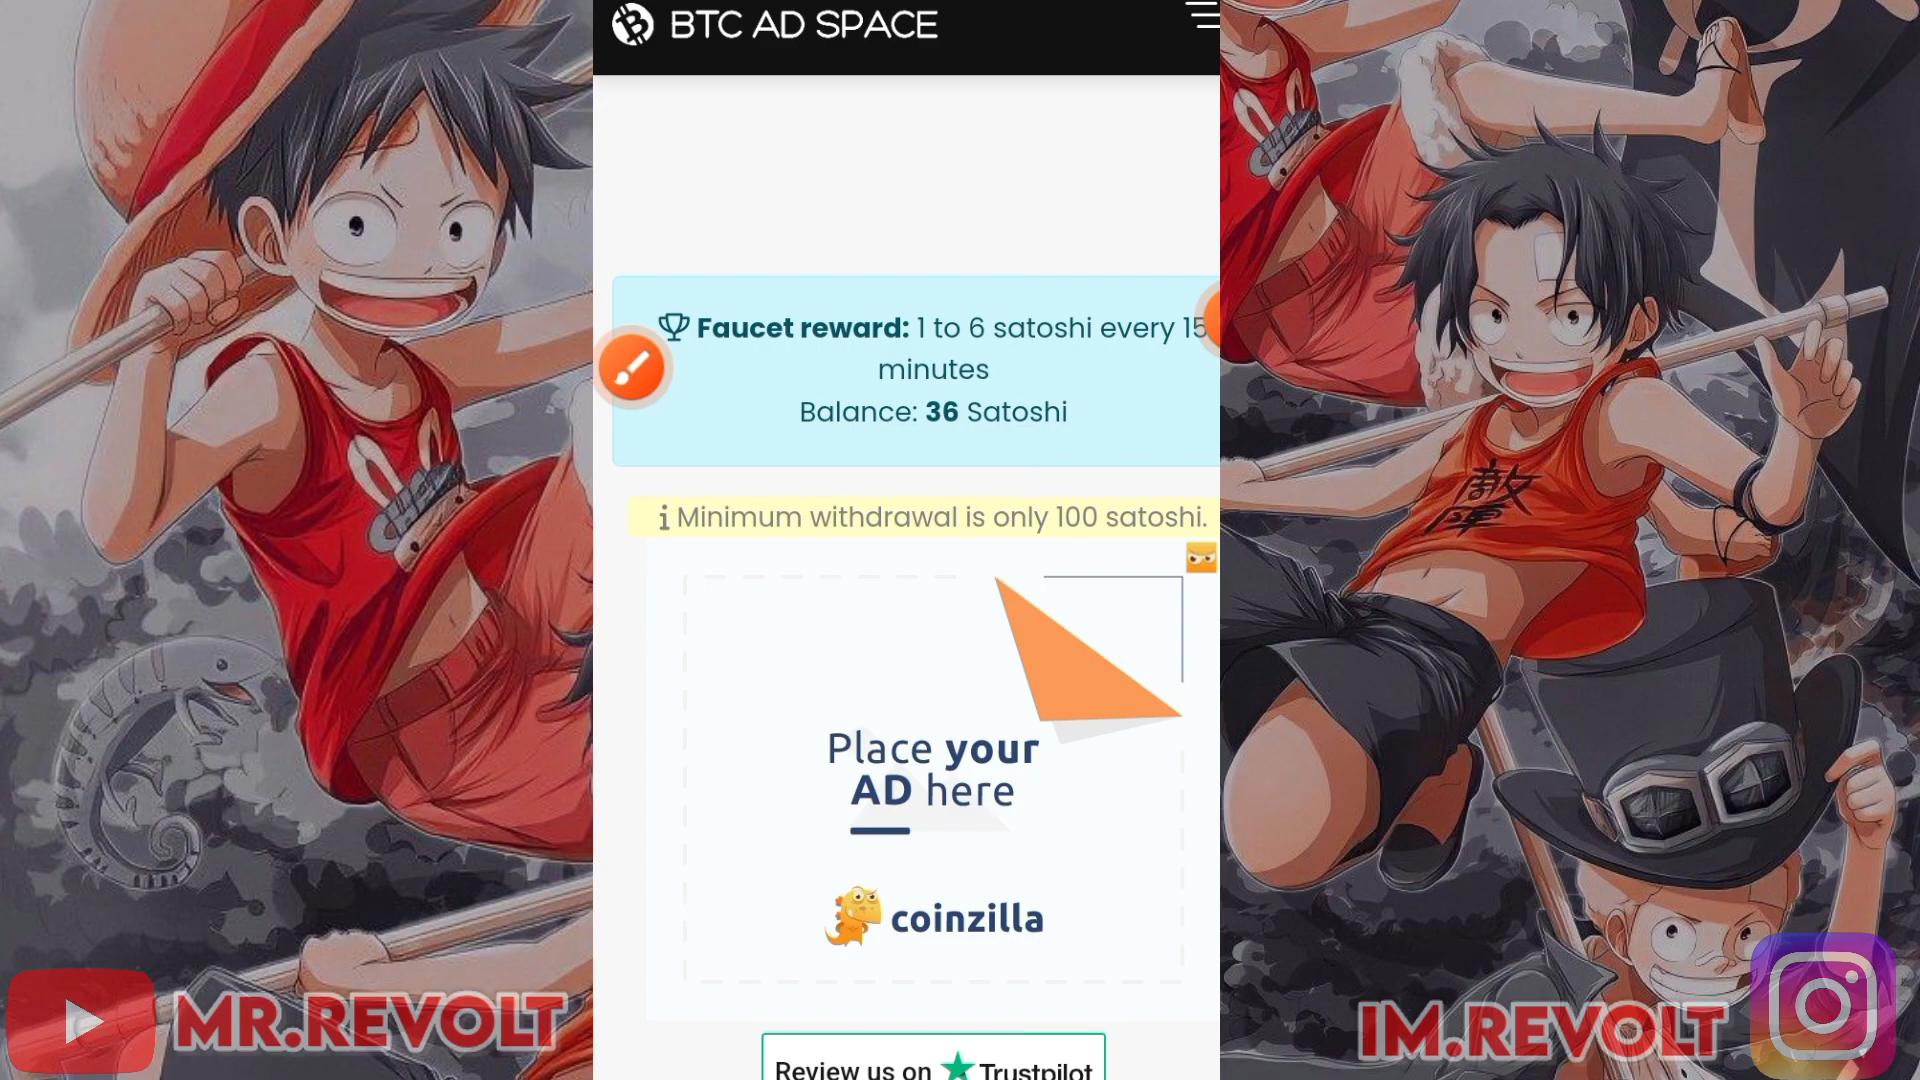 BTC AD SPACE
Faucet reward: 1 to 6 satoshi every 15
minutes
Balance: 36 Satoshi
Minimum withdrawal is only 100 satoshi.
Place your
AD here
coinzilla
Review us on Trustpilot
MR.REVOLT
IM.REVOLT